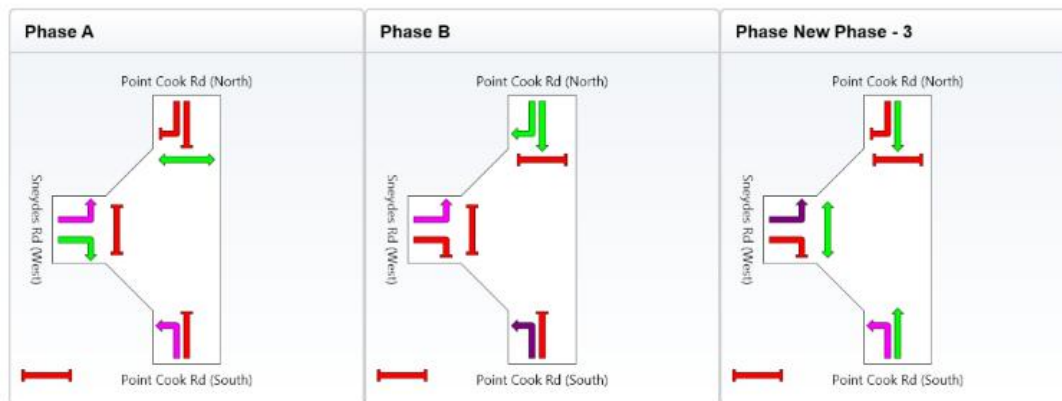 Phase A
Point Cook Rd (North)
Sneydes Rd (West)
Point Cook Rd (South)
Phase B
Point Cook Rd (North)
Sneydes Rd (West)
Point Cook Rd (South)
Phase New Phase - 3
Point Cook Rd (North)
Sneydes Rd (West)
Point Cook Rd (South)